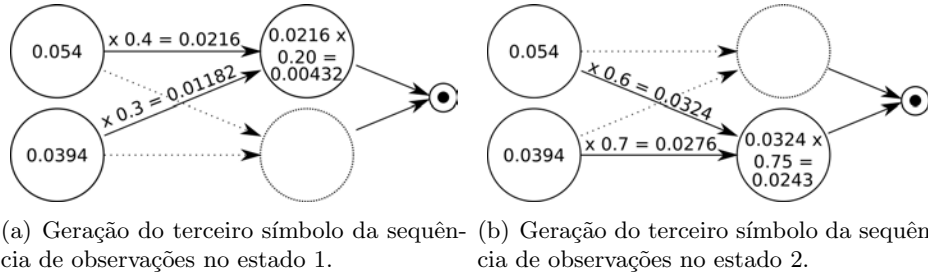 0.054
x 0.4 = 0.0216
0.0216 x
0.20 =
0.00432
x 0.3 = 0.01182
0.0394
0.054
x 0.6 = 0.0324
0.0394
x 0.7 = 0.0276
0.0324 x
0.75 =
0.0243
(a) Geração do terceiro símbolo da sequên-
cia de observações no estado 1.
(b) Geração do terceiro símbolo da sequên
cia de observações no estado 2.